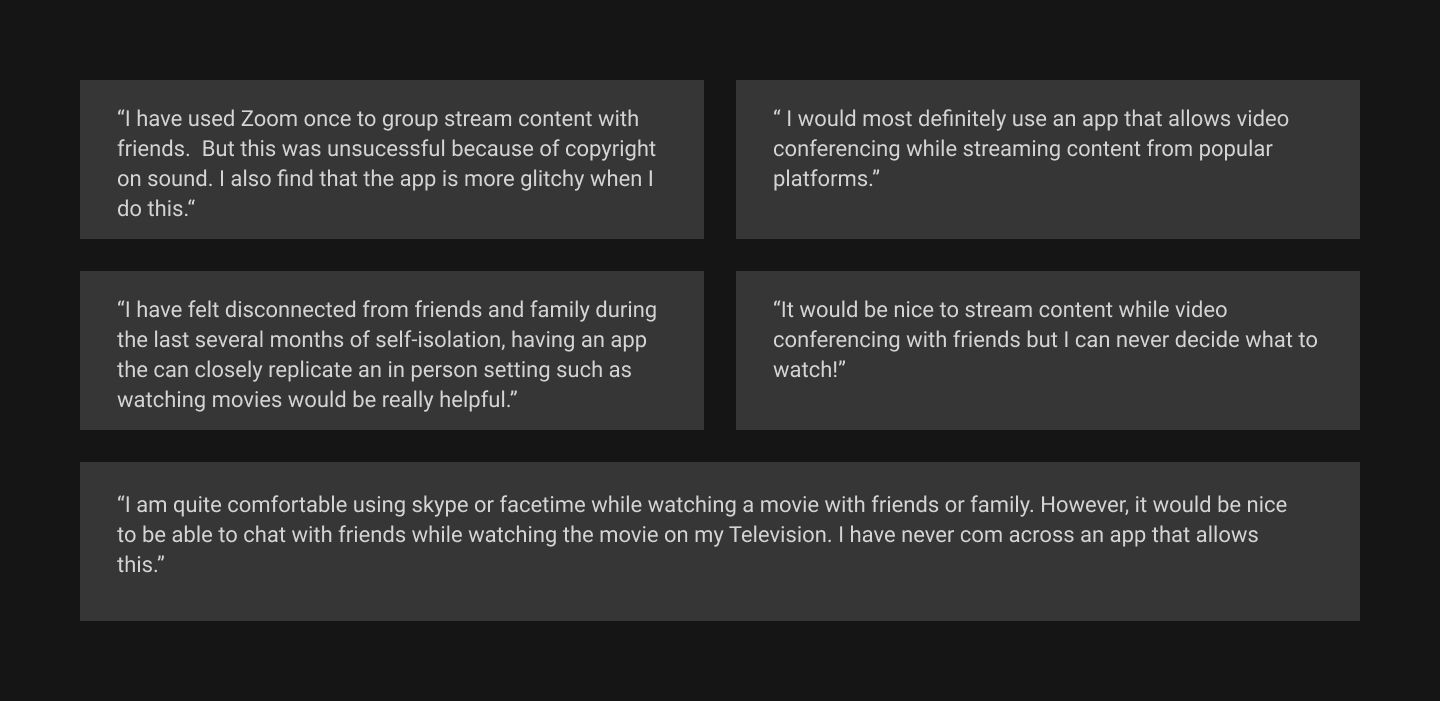 “I have used Zoom once to group stream content with
friends.  But this was unsucessful because of copyright
on sound. I also find that the app is more glitchy when I
do this.“
“ I would most definitely use an app that allows video
conferencing while streaming content from popular
platforms.”
“I have felt disconnected from friends and family during
the last several months of self-isolation, having an app
the can closely replicate an in person setting such as
watching movies would be really helpful.”
“It would be nice to stream content while video
conferencing with friends but I can never decide what to
watch!”
“I am quite comfortable using skype or facetime while watching a movie with friends or family. However, it would be nice
to be able to chat with friends while watching the movie on my Television. I have never com across an app that allows
this.”